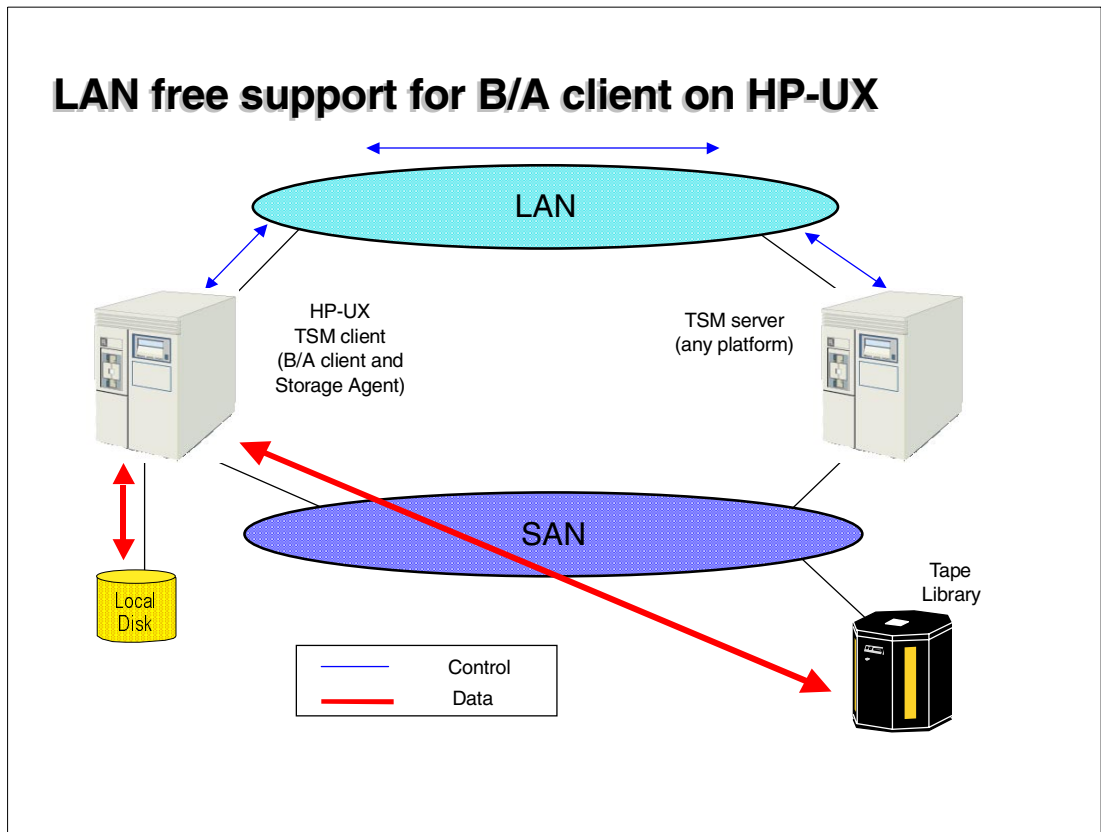 LAN free support for B/A client on HP-UX
LAN
HP-UX
TSM client
(B/A client and
Storage Agent)
TSM server
(any platform)
SAN
Local
Disk
Tape
Library
Control
Data